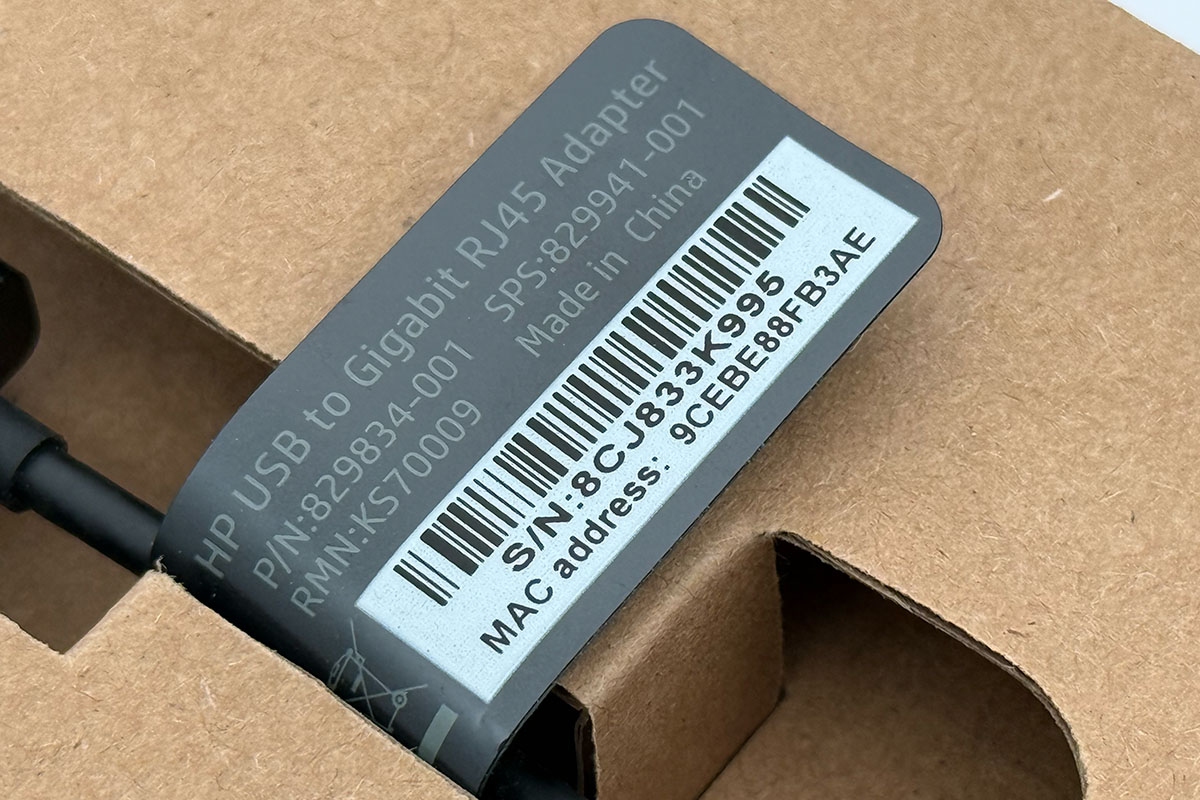 HP USB to Gigabit RJ45 Adapter
P/N:829834-001 SPS:829941-001
RMN:KS70009 Made in China
S/N:8CJ833K995
MAC address: 9CEBE88FB3AE